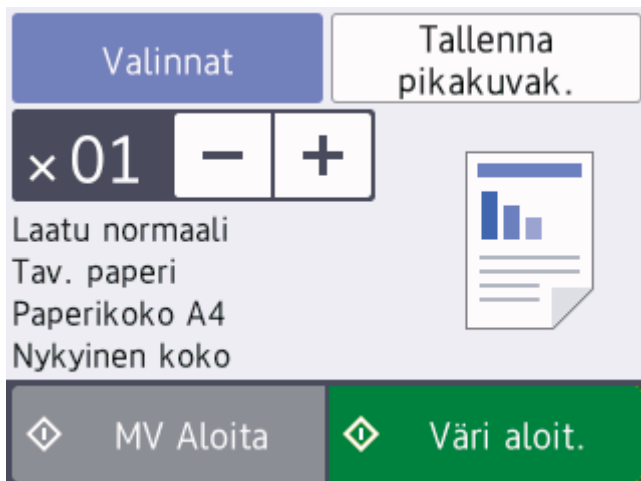 Valinnat
Tallenna
pikakuvak.
×01 − +
Laatu normaali
Tav. paperi
Paperikoko A4
Nykyinen koko
MV Aloita
Väri aloit.